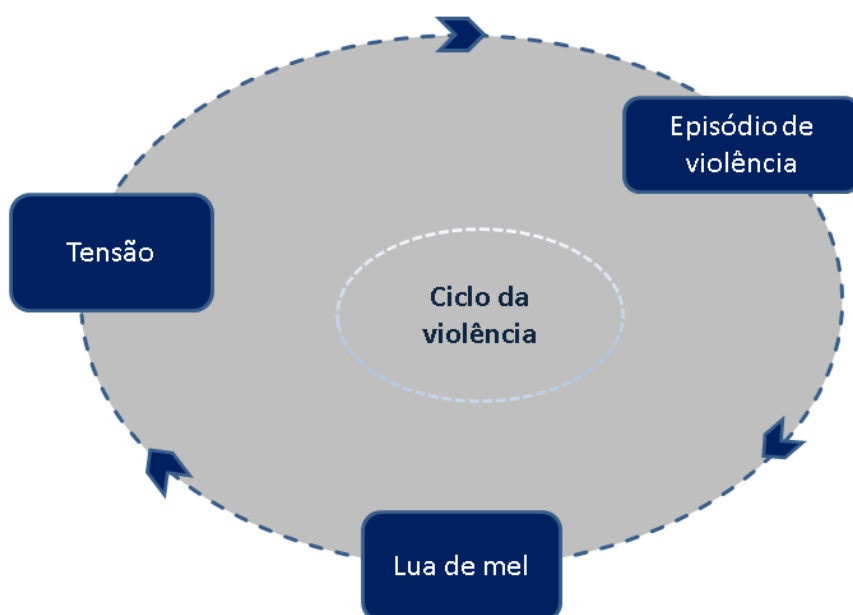 Episódio de
violência
Tensão
Ciclo da
violência
Lua de mel